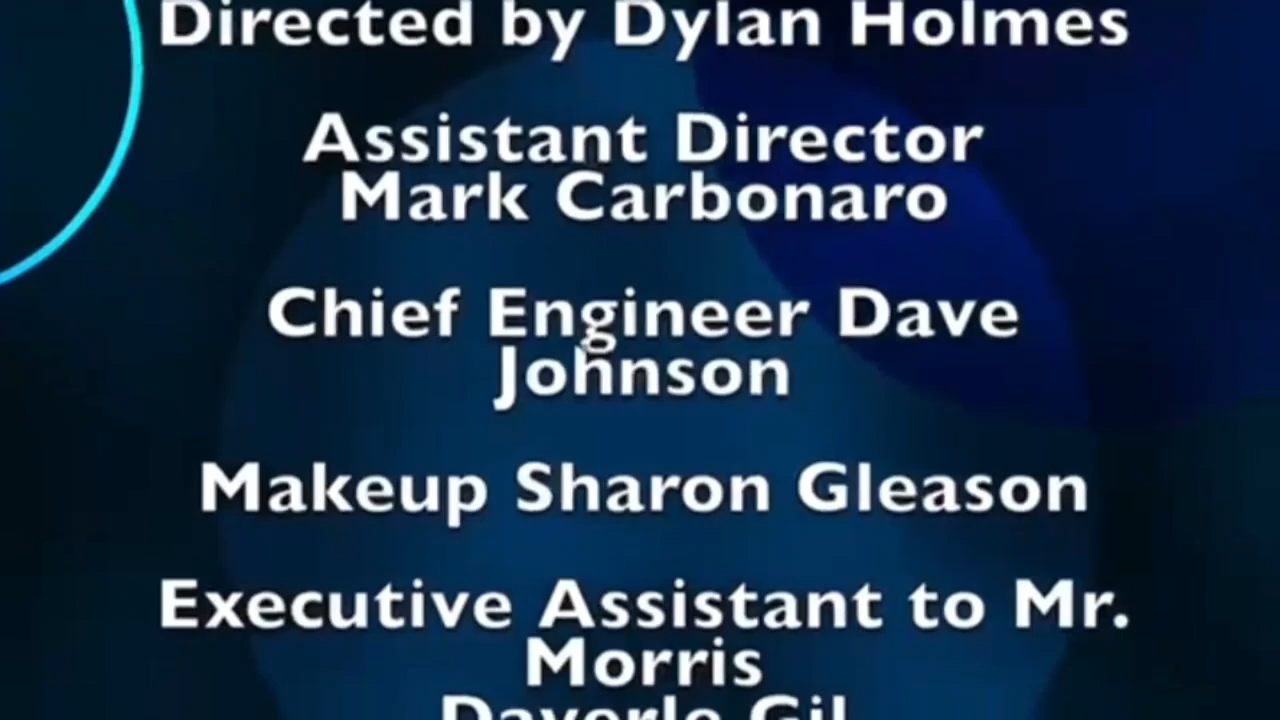 Directed by Dylan Holmes
Assistant Director
Mark Carbonaro
Chief Engineer Dave
Johnson
Makeup Sharon Gleason
Executive Assistant to Mr.
Morris
Gil